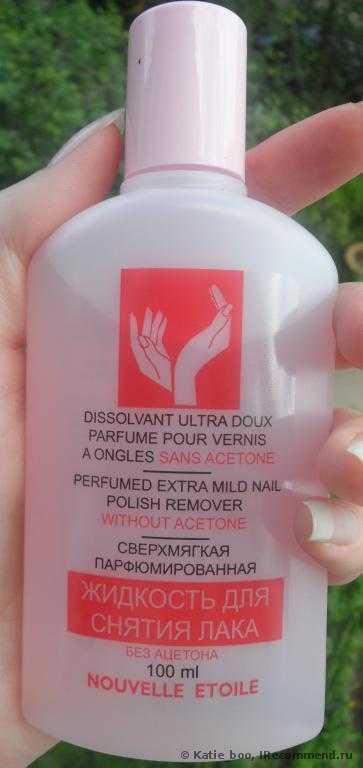 DISSOLVANT ULTRA DOUX
PARFUME POUR VERNIS
A ONGLES SANS ACETONE
PERFUMED EXTRA MILD NAIL
POLISH REMOVER
WITHOUT ACETONE
СВЕРХМЯГКАЯ
ПАРФЮМИРОВАННАЯ
ЖИДКОСТЬ ДЛЯ
СНЯТИЯ ЛАКА
БЕЗ АЦЕТОНА
100 ml
NOUVELLE ETOILE
© Katie boo, IRecommend.ru